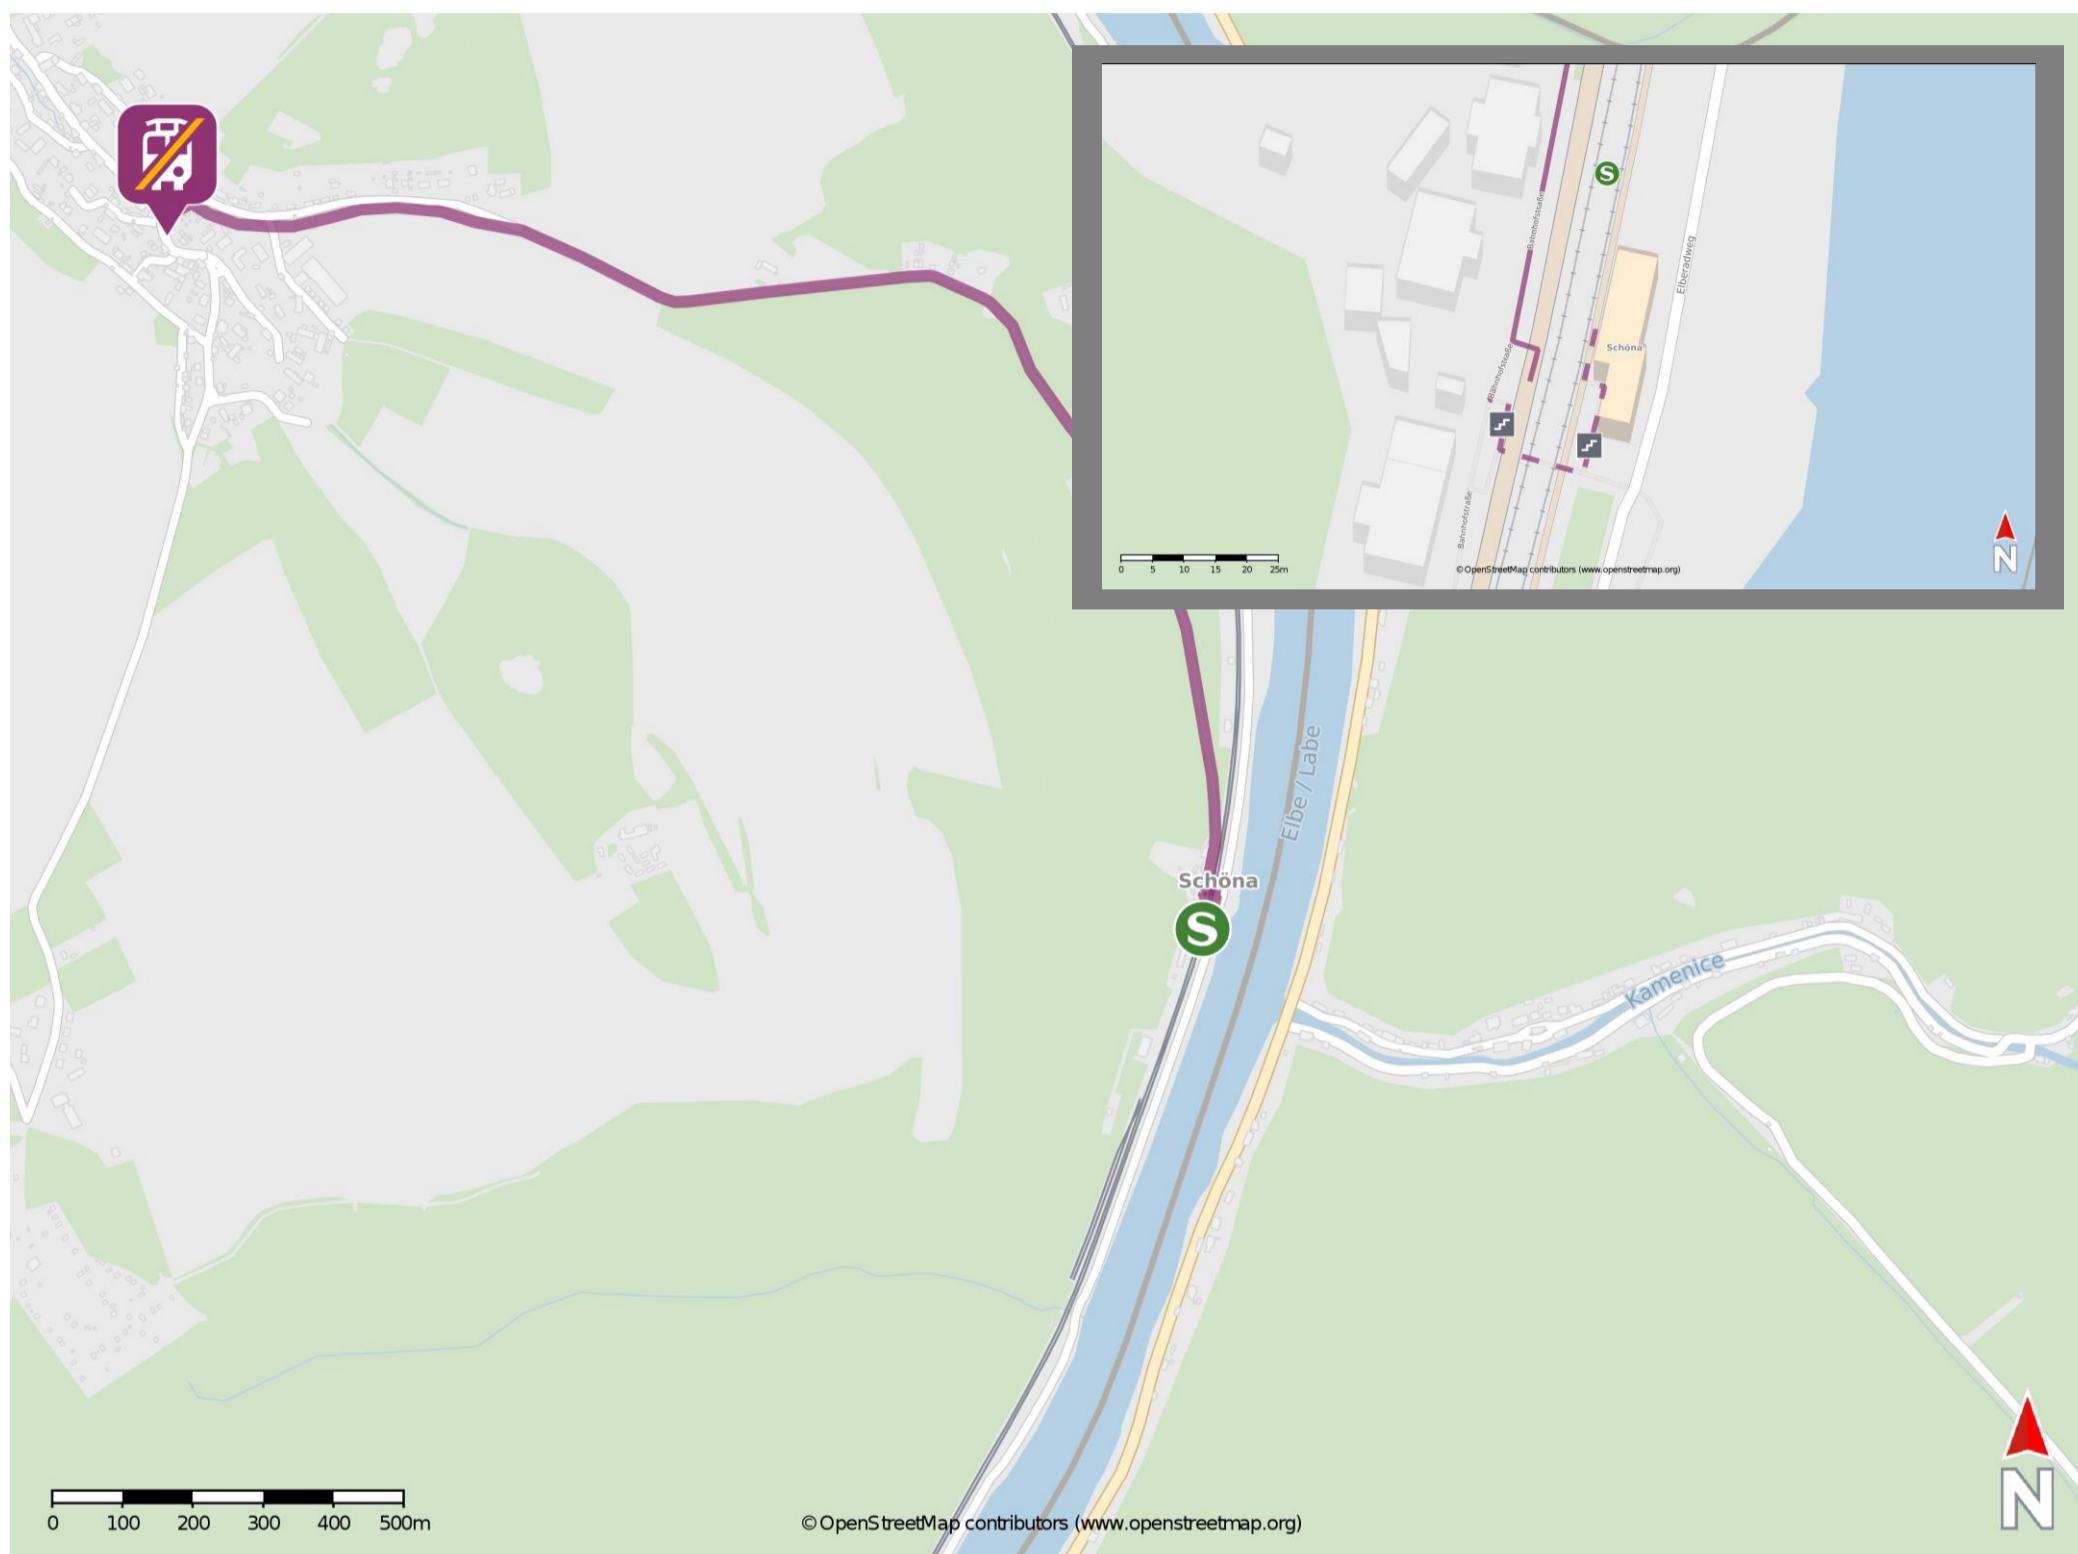 S
Bahnhofstraße
Elberadweg
Schöna
Bahnhofstraße
Bahnhofstraße
0 5 10 15 20 25m
©OpenStreetMap contributors (www.openstreetmap.org)
N
Elbe / Labe
Schöna
S
Kamenice
0 100 200 300 400 500m
©OpenStreetMap contributors (www.openstreetmap.org)
N